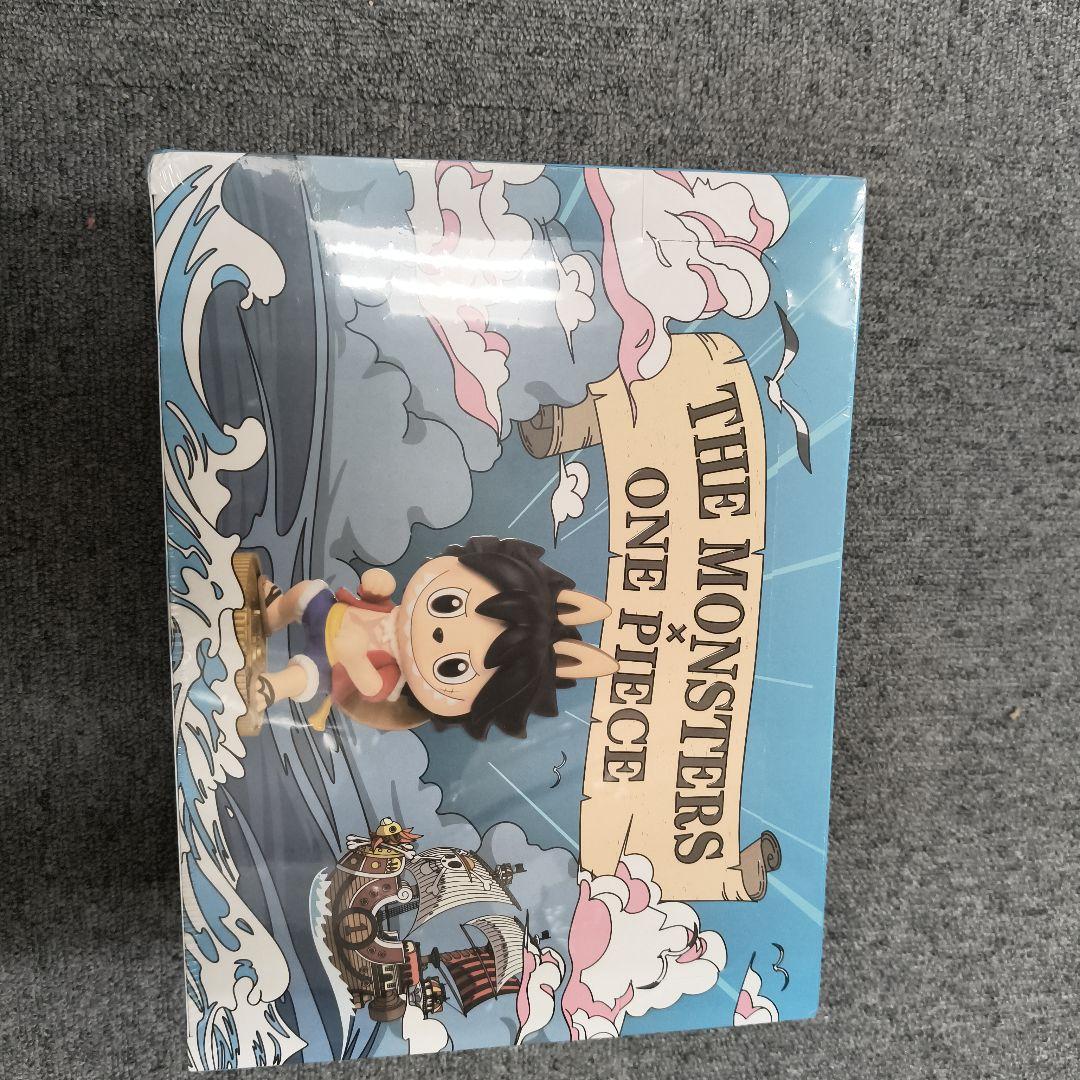 THE MONSTERS
×
ONE PIECE